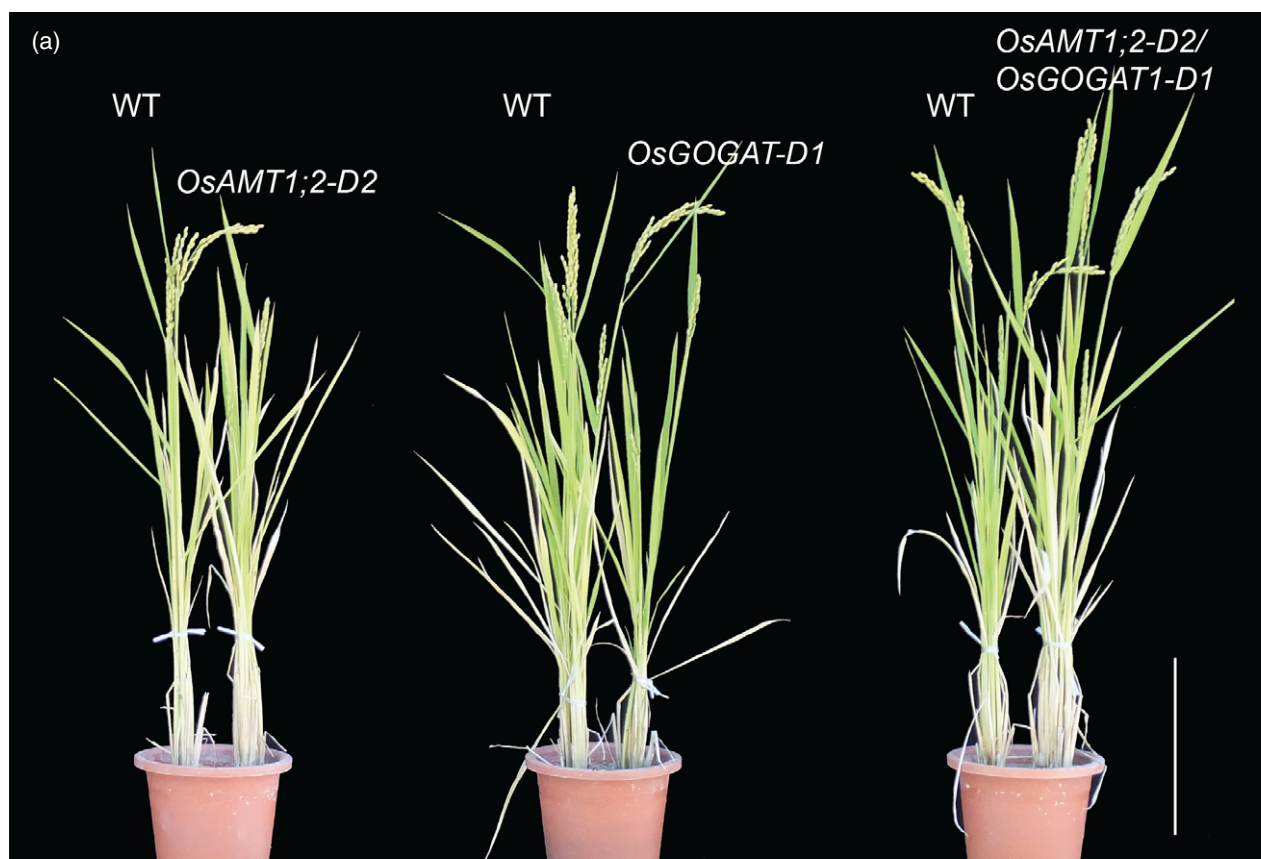 (a)
WT
OsAMT1;2-D2
WT
OsGOGAT-D1
WT
OsAMT1;2-D2/
OsGOGAT1-D1